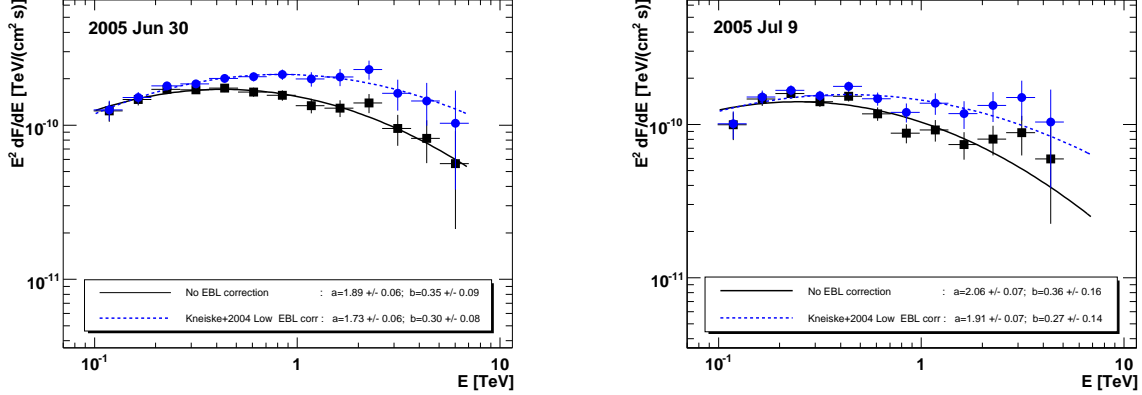 2005 Jun 30
E² dF/dE [TeV/(cm² s)]
10⁻¹⁰
10⁻¹¹
No EBL correction : a=1.89 +/- 0.06; b=0.35 +/- 0.09
Kneiske+2004 Low EBL corr : a=1.73 +/- 0.06; b=0.30 +/- 0.08
10⁻¹ 1 10
E [TeV]
2005 Jul 9
E² dF/dE [TeV/(cm² s)]
10⁻¹⁰
10⁻¹¹
No EBL correction : a=2.06 +/- 0.07; b=0.36 +/- 0.16
Kneiske+2004 Low EBL corr : a=1.91 +/- 0.07; b=0.27 +/- 0.14
10⁻¹ 1 10
E [TeV]